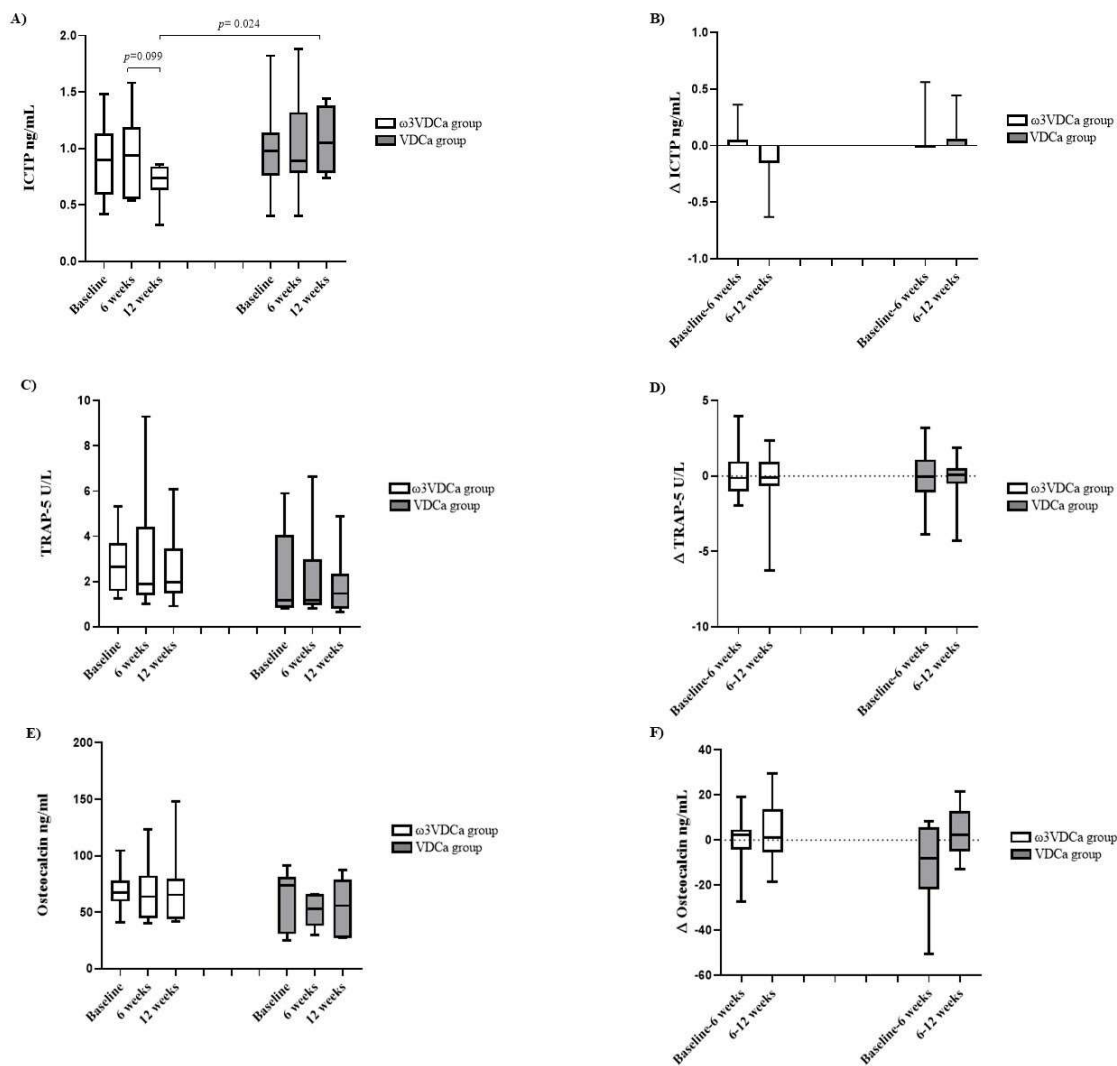 A)
p= 0.024
p=0.099
2.0
1.5
1.0
0.5
0.0
ICTP ng/mL
Baseline
6 weeks
12 weeks
Baseline
6 weeks
12 weeks
ω3VDCa group
VDCa group
B)
1.0
0.5
0.0
-0.5
-1.0
Δ ICTP ng/mL
Baseline-6 weeks
6-12 weeks
Baseline-6 weeks
6-12 weeks
ω3VDCa group
VDCa group
C)
10
8
6
4
2
0
TRAP-5 U/L
Baseline
6 weeks
12 weeks
Baseline
6 weeks
12 weeks
ω3VDCa group
VDCa group
D)
5
0
-5
-10
Δ TRAP-5 U/L
Baseline-6 weeks
6-12 weeks
Baseline-6 weeks
6-12 weeks
ω3VDCa group
VDCa group
E)
200
150
100
50
0
Osteocalcin ng/ml
Baseline
6 weeks
12 weeks
Baseline
6 weeks
12 weeks
ω3VDCa group
VDCa group
F)
40
20
0
-20
-40
-60
Δ Osteocalcin ng/mL
Baseline-6 weeks
6-12 weeks
Baseline-6 weeks
6-12 weeks
ω3VDCa group
VDCa group